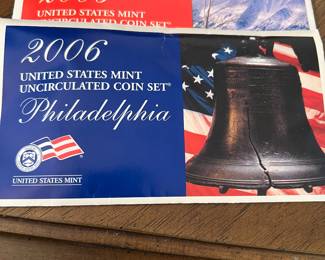 UNITED STATES MINT
UNCIRCULATED COIN SET®
2006
UNITED STATES MINT
UNCIRCULATED COIN SET®
Philadelphia
UNITED STATES MINT